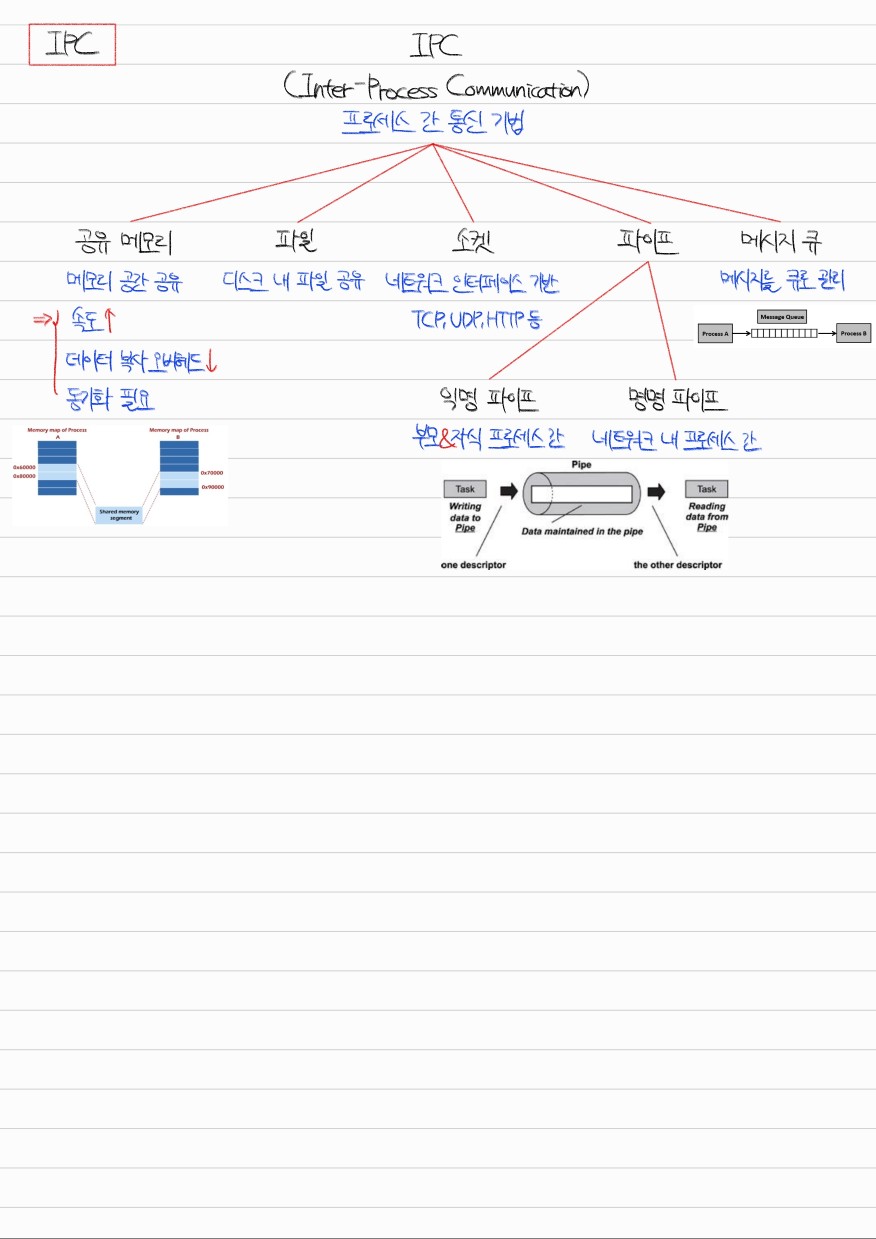 IPC
IPC
(Inter-Process Communication)
프로세스 간 통신 기법
공유 메모리
메모리 공간 공유
⇒ 속도 ↑
데이터 복사 오버헤드 ↓
동기화 필요
Memory map of Process A
Memory map of Process B
0x60000
0x80000
0x70000
0x90000
Shared memory segment
파일
디스크 내 파일 공유
소켓
네트워크 인터페이스 기반
TCP, UDP, HTTP 등
파이프
익명 파이프
부모&자식 프로세스 간
명명 파이프
네트워크 내 프로세스 간
Pipe
Task
Writing
data to
Pipe
Data maintained in the pipe
Task
Reading
data from
Pipe
one descriptor
the other descriptor
메시지 큐
메시지를 큐로 관리
Message Queue
Process A
Process B